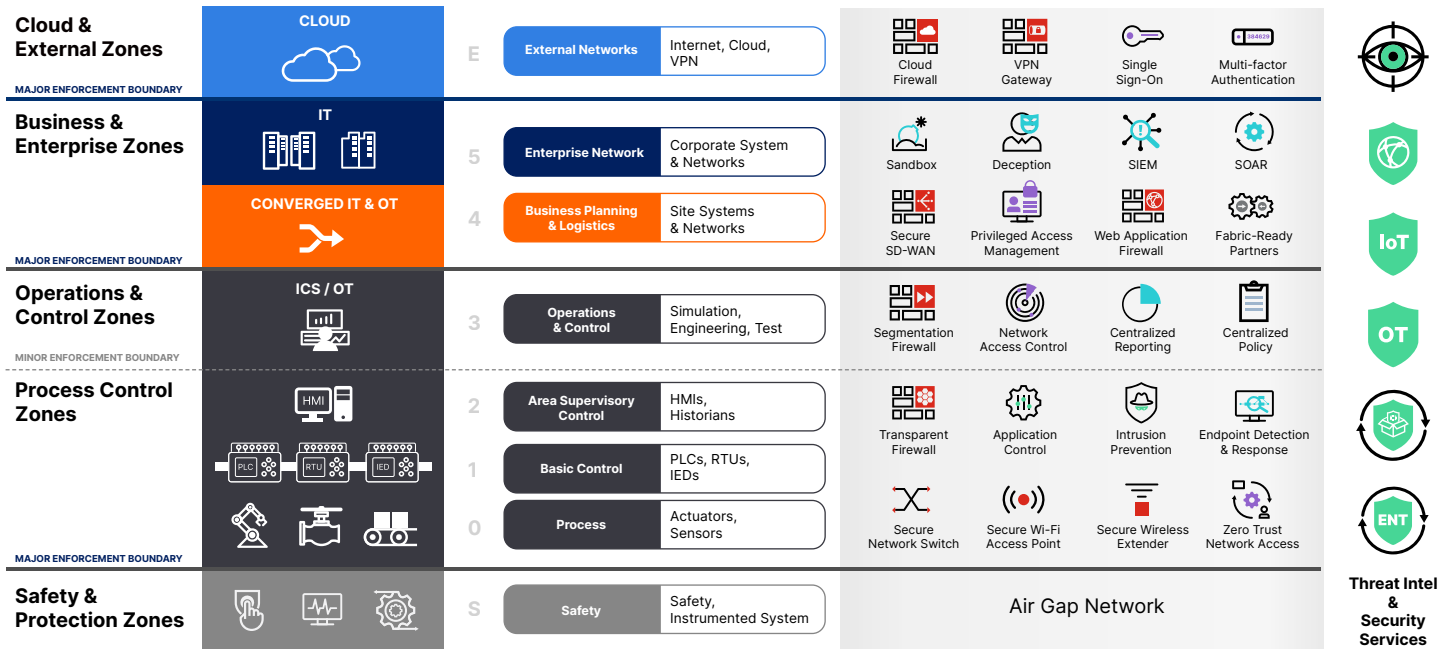 Cloud &
External Zones
MAJOR ENFORCEMENT BOUNDARY
CLOUD
E
External Networks
Internet, Cloud,
VPN
Cloud
Firewall
VPN
Gateway
Single
Sign-On
384629
Multi-factor
Authentication
Business &
Enterprise Zones
MAJOR ENFORCEMENT BOUNDARY
IT
CONVERGED IT & OT
5
Enterprise Network
Corporate System
& Networks
4
Business Planning
& Logistics
Site Systems
& Networks
Sandbox
Deception
SIEM
SOAR
Secure
SD-WAN
Privileged Access
Management
Web Application
Firewall
Fabric-Ready
Partners
Operations &
Control Zones
MINOR ENFORCEMENT BOUNDARY
ICS / OT
3
Operations
& Control
Simulation,
Engineering, Test
Segmentation
Firewall
Network
Access Control
Centralized
Reporting
Centralized
Policy
Process Control
Zones
MAJOR ENFORCEMENT BOUNDARY
HMI
PLC
RTU
IED
2
Area Supervisory
Control
HMIs,
Historians
1
Basic Control
PLCs, RTUs,
IEDs
0
Process
Actuators,
Sensors
Transparent
Firewall
Application
Control
Intrusion
Prevention
Endpoint Detection
& Response
Secure
Network Switch
Secure Wi-Fi
Access Point
Secure Wireless
Extender
Zero Trust
Network Access
Safety &
Protection Zones
S
Safety
Safety,
Instrumented System
Air Gap Network
IoT
OT
ENT
Threat Intel
&
Security
Services